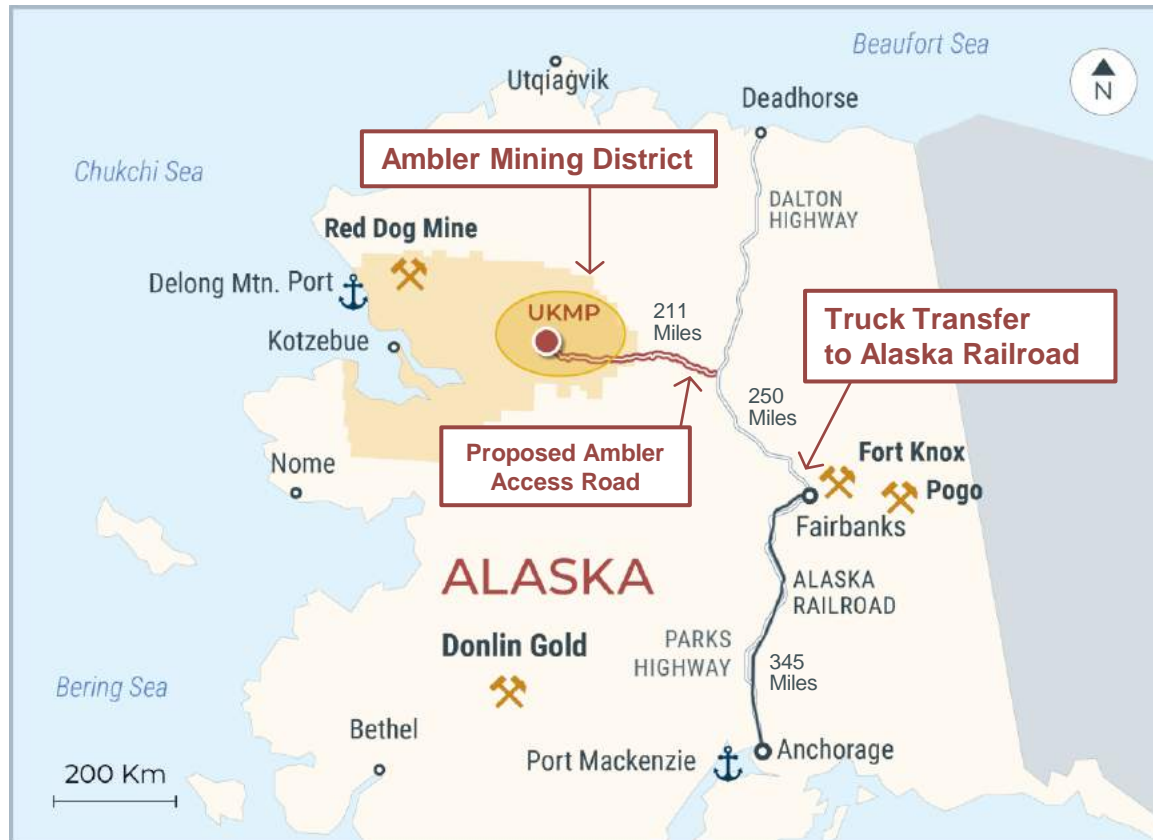 Beaufort Sea
N
Utqiaġvik
Deadhorse
Ambler Mining District
Chukchi Sea
DALTON
HIGHWAY
Red Dog Mine
Delong Mtn. Port
UKMP
211
Miles
Truck Transfer
to Alaska Railroad
Kotzebue
250
Miles
Proposed Ambler
Access Road
Fort Knox
Nome
Pogo
Fairbanks
ALASKA
ALASKA
RAILROAD
Donlin Gold
PARKS
HIGHWAY
345
Miles
Bering Sea
Bethel
Port Mackenzie
Anchorage
200 Km